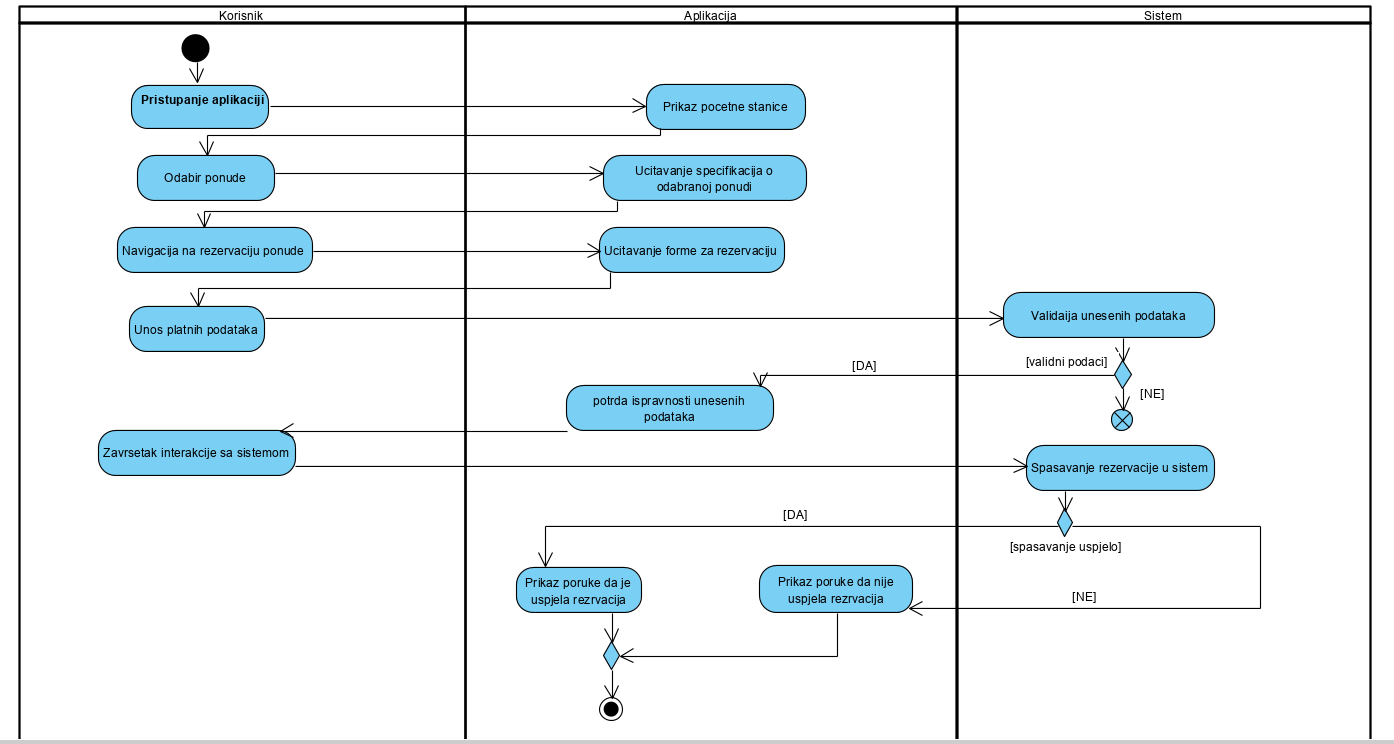 Korisnik
Aplikacija
Sistem
Pristupanje aplikaciji
Prikaz pocetne stanice
Odabir ponude
Ucitavanje specifikacija o
odabranoj ponudi
Navigacija na rezervaciju ponude
Ucitavanje forme za rezervaciju
Unos platnih podataka
Validaija unesenih podataka
[validni podaci]
[DA]
[NE]
potrda ispravnosti unesenih
podataka
Zavrsetak interakcije sa sistemom
Spasavanje rezervacije u sistem
[DA]
[spasavanje uspjelo]
Prikaz poruke da je
uspjela rezrvacija
Prikaz poruke da nije
uspjela rezrvacija
[NE]